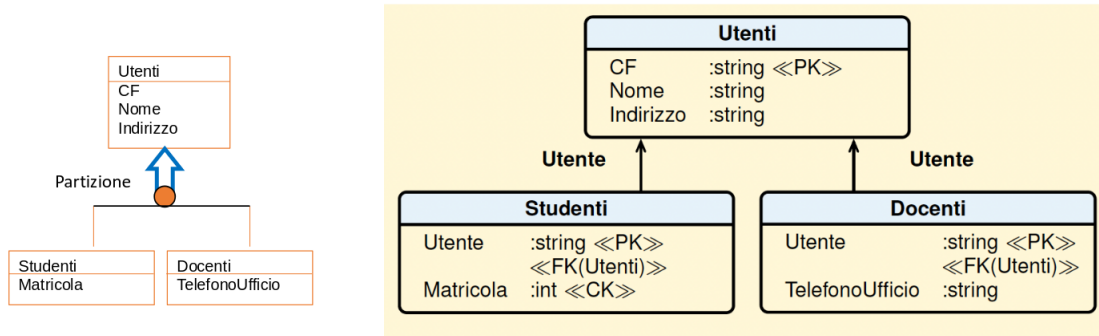 Utenti
CF
Nome
Indirizzo
Partizione
Studenti
Matricola
Docenti
TelefonoUfficio
Utenti
CF :string ≪PK≫
Nome :string
Indirizzo :string
Utente
Utente
Studenti
Utente :string ≪PK≫
≪FK(Utenti)≫
Matricola :int ≪CK≫
Docenti
Utente :string ≪PK≫
≪FK(Utenti)≫
TelefonoUfficio :string